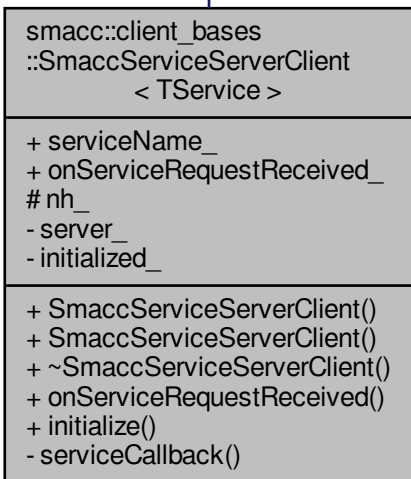 smacc::client_bases
::SmaccServiceServerClient
< TService >
+ serviceName_
+ onServiceRequestReceived_
# nh_
- server_
- initialized_
+ SmaccServiceServerClient()
+ SmaccServiceServerClient()
+ ~SmaccServiceServerClient()
+ onServiceRequestReceived()
+ initialize()
- serviceCallback()